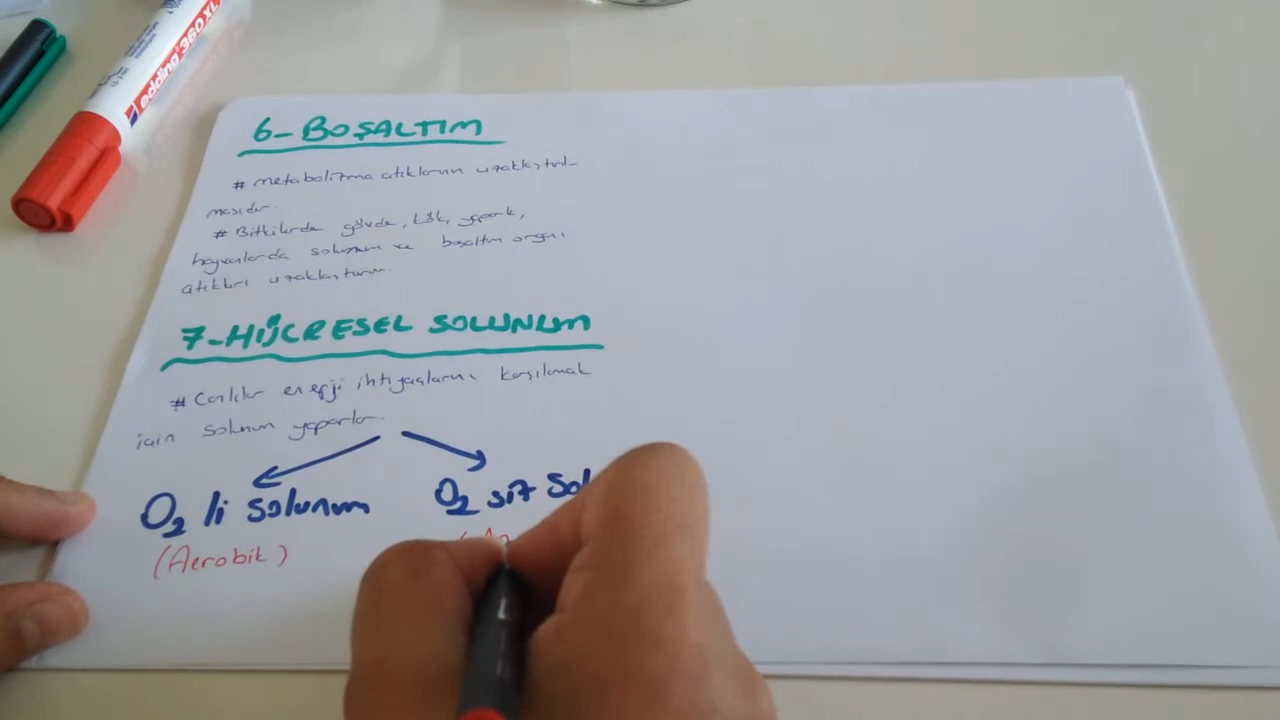 edding 360 XL
6- BOŞALTIM
# metabolizma atıklarının uzaklaştırıl-
masıdır.
# Bitkilerde gövde, kök, yaprak,
hayvanlarda solunum ve boşaltım organı
atıkları uzaklaştırır.
7- HÜCRESEL SOLUNUM
# Canlılar enerji ihtiyaçlarını karşılamak
için solunum yaparlar.
O2 li solunum
O2 siz Sol
(Aerobik)